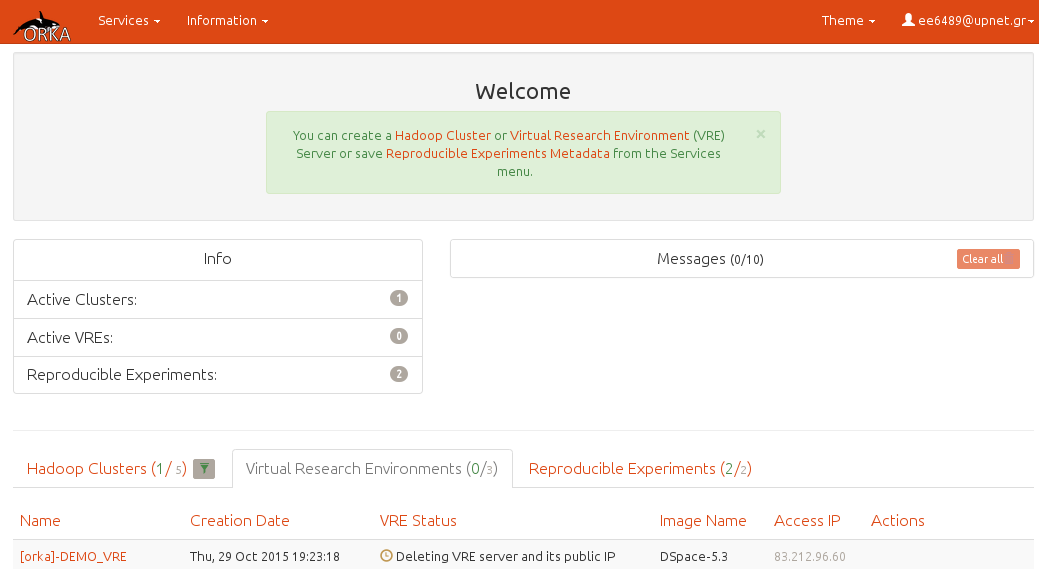 ORKA Services Information Theme ee6489@upnet.gr
Welcome
You can create a Hadoop Cluster or Virtual Research Environment (VRE) ×
Server or save Reproducible Experiments Metadata from the Services
menu.
Info
Active Clusters: 1
Active VREs: 0
Reproducible Experiments: 2
Messages (0/10) Clear all
Hadoop Clusters (1/ 5) Virtual Research Environments (0/3) Reproducible Experiments (2/2)
Name Creation Date VRE Status Image Name Access IP Actions
[orka]-DEMO_VRE Thu, 29 Oct 2015 19:23:18 Deleting VRE server and its public IP DSpace-5.3 83.212.96.60